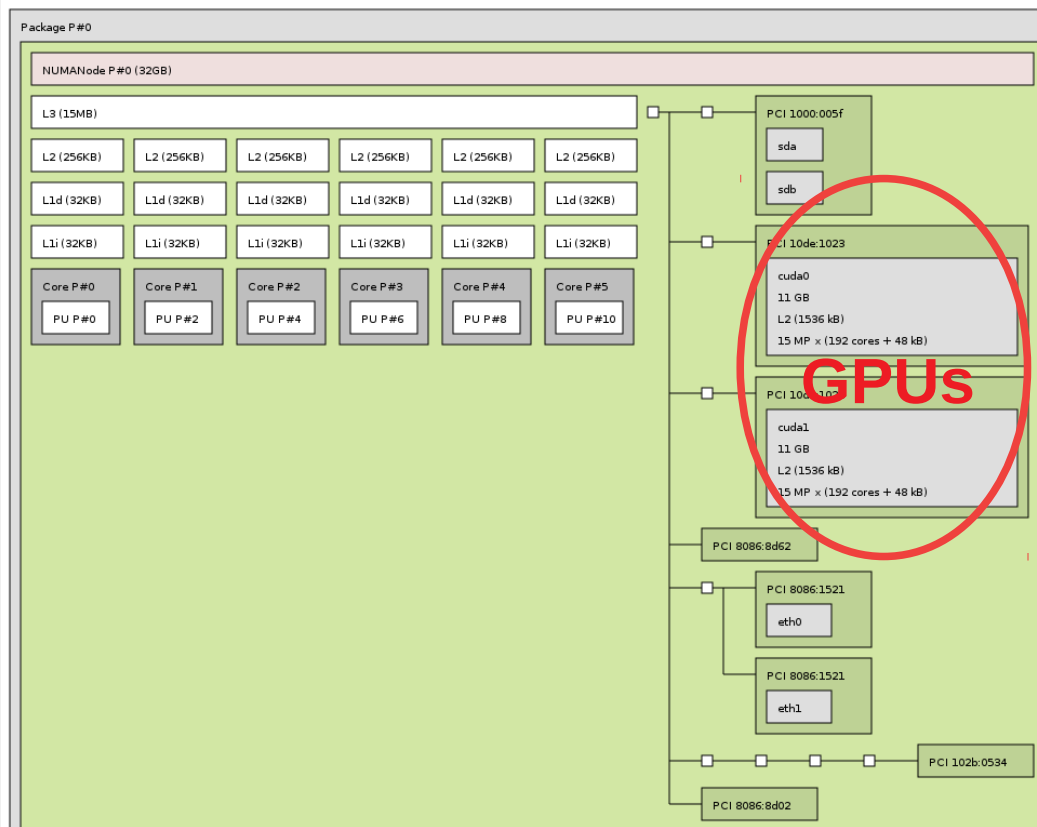 Package P#0
NUMANode P#0 (32GB)
L3 (15MB)
L2 (256KB) L2 (256KB) L2 (256KB) L2 (256KB) L2 (256KB) L2 (256KB)
L1d (32KB) L1d (32KB) L1d (32KB) L1d (32KB) L1d (32KB) L1d (32KB)
L1i (32KB) L1i (32KB) L1i (32KB) L1i (32KB) L1i (32KB) L1i (32KB)
Core P#0 Core P#1 Core P#2 Core P#3 Core P#4 Core P#5
PU P#0 PU P#2 PU P#4 PU P#6 PU P#8 PU P#10
PCI 1000:005f
sda
sdb
PCI 10de:1023
cuda0
11 GB
L2 (1536 kB)
15 MP x (192 cores + 48 kB)
GPUs
PCI
cuda1
11 GB
L2 (1536 kB)
15 MP x (192 cores + 48 kB)
PCI 8086:8d62
PCI 8086:1521
eth0
PCI 8086:1521
eth1
PCI 102b:0534
PCI 8086:8d02